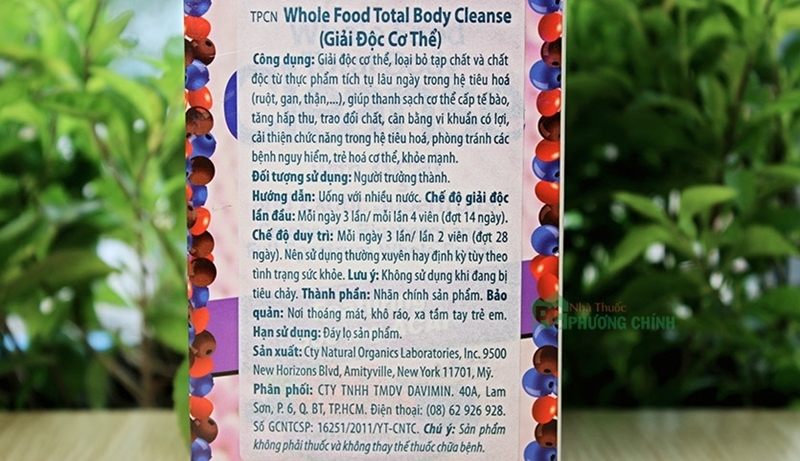 TPCN Whole Food Total Body Cleanse
(Giải Độc Cơ Thể)
Công dụng: Giải độc cơ thể, loại bỏ tạp chất và chất
độc từ thực phẩm tích tụ lâu ngày trong hệ tiêu hoá
(ruột, gan, thận,...), giúp thanh sạch cơ thể cấp tế bào,
tăng hấp thu, trao đổi chất, cân bằng vi khuẩn có lợi,
cải thiện chức năng trong hệ tiêu hoá, phòng tránh các
bệnh nguy hiểm, trẻ hoá cơ thể, khỏe mạnh.
Đối tượng sử dụng: Người trưởng thành.
Hướng dẫn: Uống với nhiều nước. Chế độ giải độc
lần đầu: Mỗi ngày 3 lần/ mỗi lần 4 viên (đợt 14 ngày).
Chế độ duy trì: Mỗi ngày 3 lần/ lần 2 viên (đợt 28
ngày). Nên sử dụng thường xuyên hay định kỳ tùy theo
tình trạng sức khỏe. Lưu ý: Không sử dụng khi đang bị
tiêu chảy. Thành phần: Nhãn chính sản phẩm. Bảo
quản: Nơi thoáng mát, khô ráo, xa tầm tay trẻ em.
Hạn sử dụng: Đáy lọ sản phẩm.
Sản xuất: Cty Natural Organics Laboratories, Inc. 9500
New Horizons Blvd, Amityville, New York 11701, Mỹ.
Phân phối: CTY TNHH TMDV DAVIMIN. 40A, Lam
Sơn, P. 6, Q. BT, TP.HCM. Điện thoại: (08) 62 926 928.
Số GCNTCSP: 16251/2011/YT-CNTC. Chú ý: Sản phẩm
không phải thuốc và không thay thế thuốc chữa bệnh.
Nhà Thuốc
PHƯƠNG CHÍNH